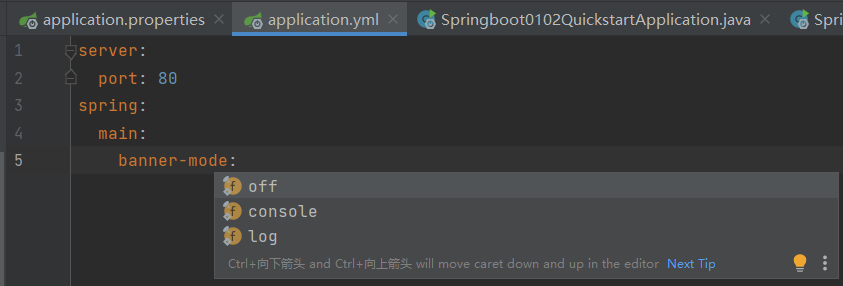 application.properties application.yml Springboot0102QuickstartApplication.java Spri
1 server:
2 port: 80
3 spring:
4 main:
5 banner-mode:
off
console
log
Ctrl+向下箭头 and Ctrl+向上箭头 will move caret down and up in the editor Next Tip